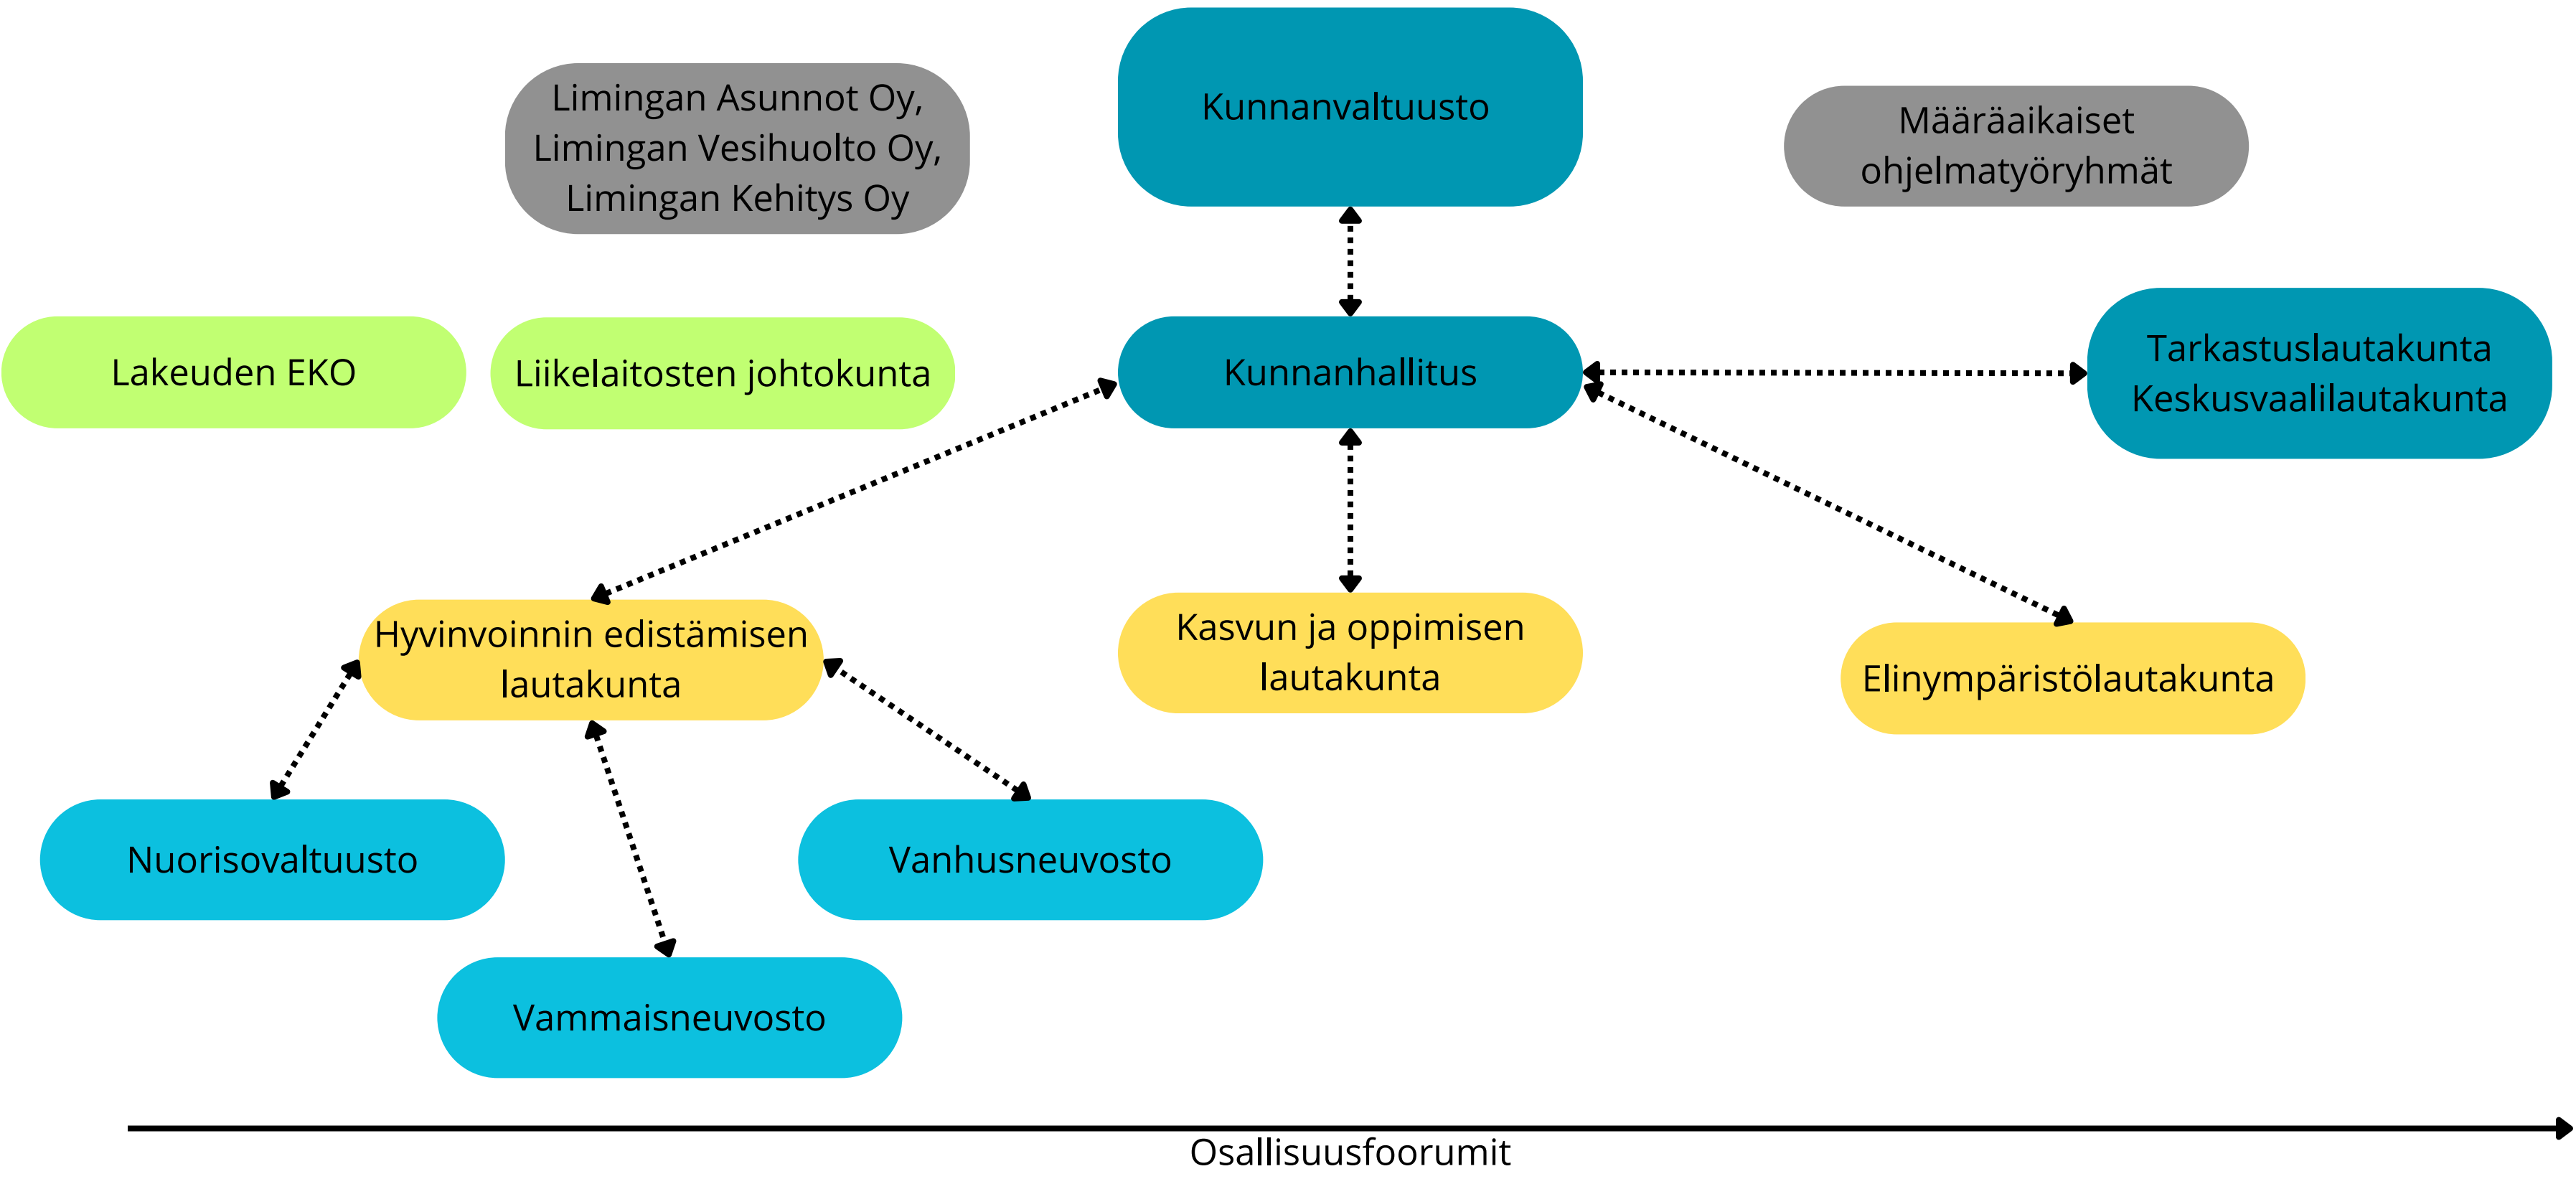 Kunnanvaltuusto
Limingan Asunnot Oy,
Limingan Vesihuolto Oy,
Limingan Kehitys Oy
Määräaikaiset
ohjelmatyöryhmät
Lakeuden EKO
Liikelaitosten johtokunta
Kunnanhallitus
Tarkastuslautakunta
Keskusvaalilautakunta
Hyvinvoinnin edistämisen
lautakunta
Kasvun ja oppimisen
lautakunta
Elinympäristölautakunta
Nuorisovaltuusto
Vanhusneuvosto
Vammaisneuvosto
Osallisuusfoorumit